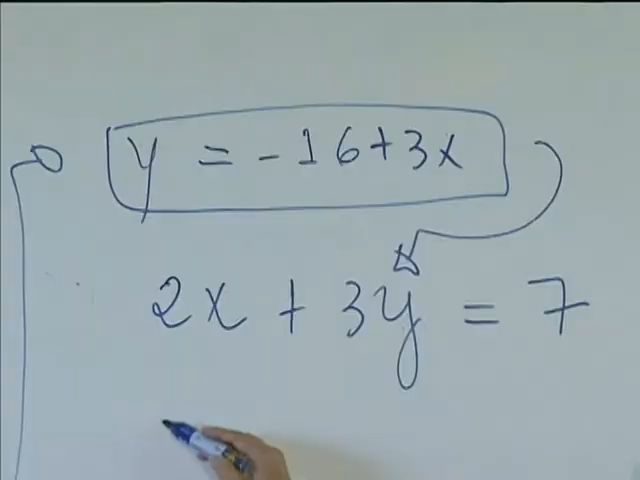 y = -16+3x
2x + 3y = 7